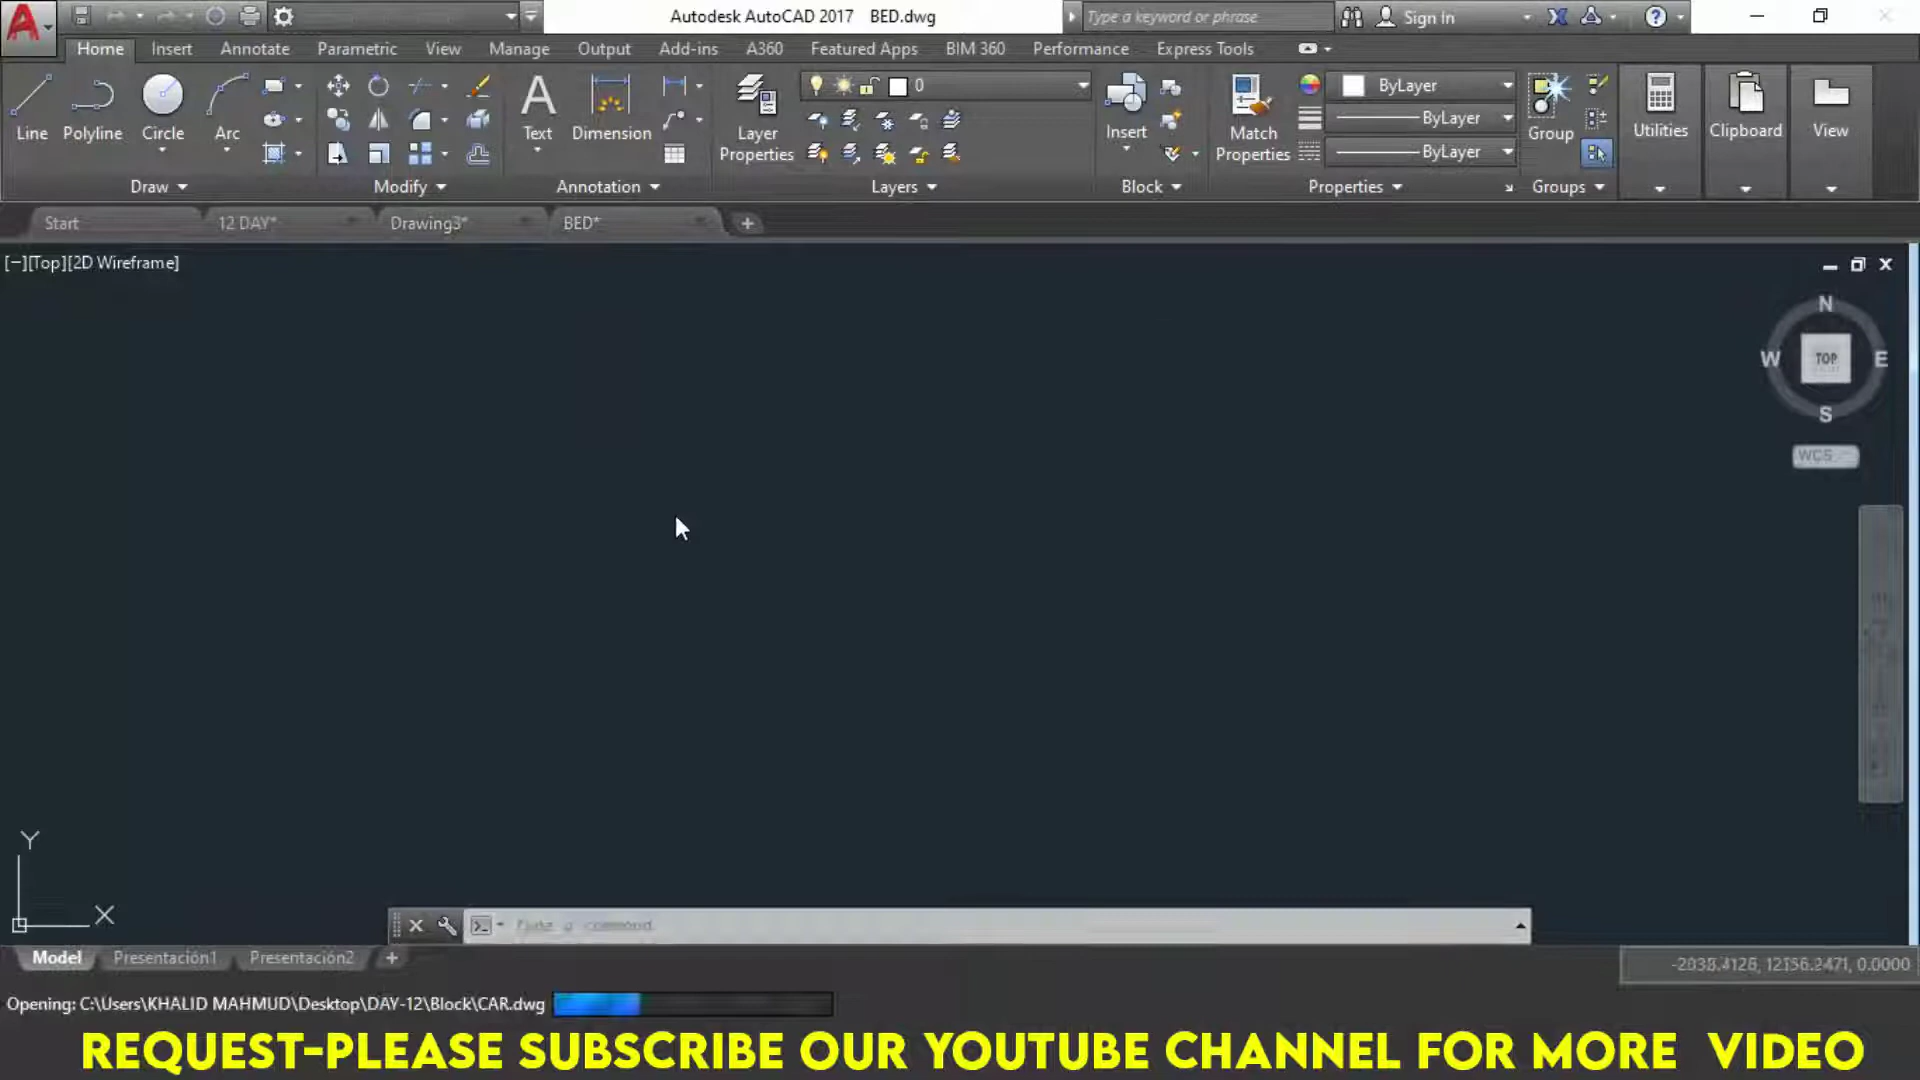 Autodesk AutoCAD 2017 BED.dwg
Type a keyword or phrase
Sign In
Home Insert Annotate Parametric View Manage Output Add-ins A360 Featured Apps BIM 360 Performance Express Tools
0
ByLayer
ByLayer
ByLayer
Line Polyline Circle Arc
Text Dimension
Layer
Properties
Insert
Match
Properties
Group
Utilities Clipboard View
Draw Modify Annotation Layers Block Properties Groups
Start 12 DAY* Drawing3* BED*
[−][Top][2D Wireframe]
N
W TOP E
S
WCS
Y
X
Type a command
Model Presentación1 Presentación2
-2038.4126, 12156.2471, 0.0000
Opening: C:\Users\KHALID MAHMUD\Desktop\DAY-12\Block\CAR.dwg
REQUEST-PLEASE SUBSCRIBE OUR YOUTUBE CHANNEL FOR MORE VIDEO